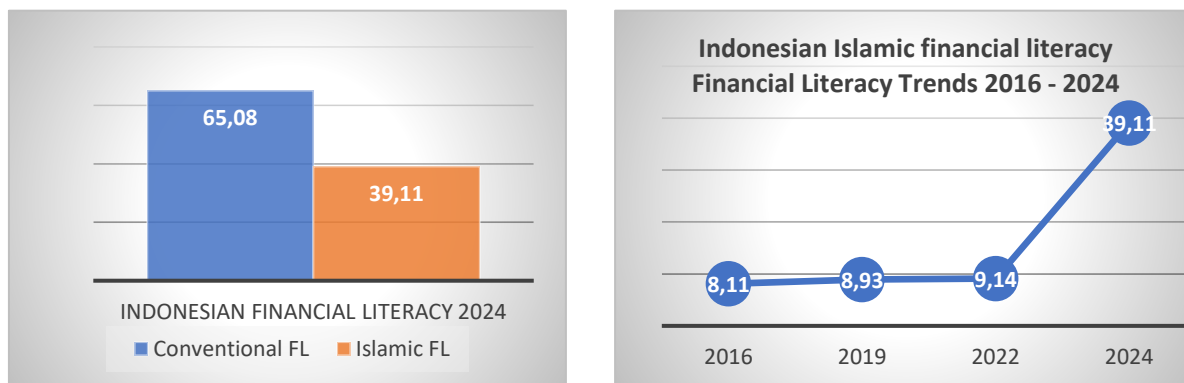 65,08
39,11
INDONESIAN FINANCIAL LITERACY 2024
Conventional FL Islamic FL
Indonesian Islamic financial literacy
Financial Literacy Trends 2016 - 2024
39,11
8,11 8,93 9,14
2016 2019 2022 2024